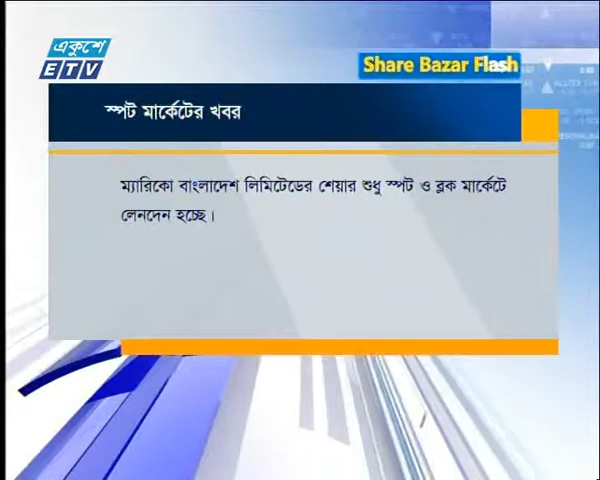 একুশে
ETV
Share Bazar Flash
স্পট মার্কেটের খবর
ম্যারিকো বাংলাদেশ লিমিটেডের শেয়ার শুধু স্পট ও ব্লক মার্কেটে
লেনদেন হচ্ছে।